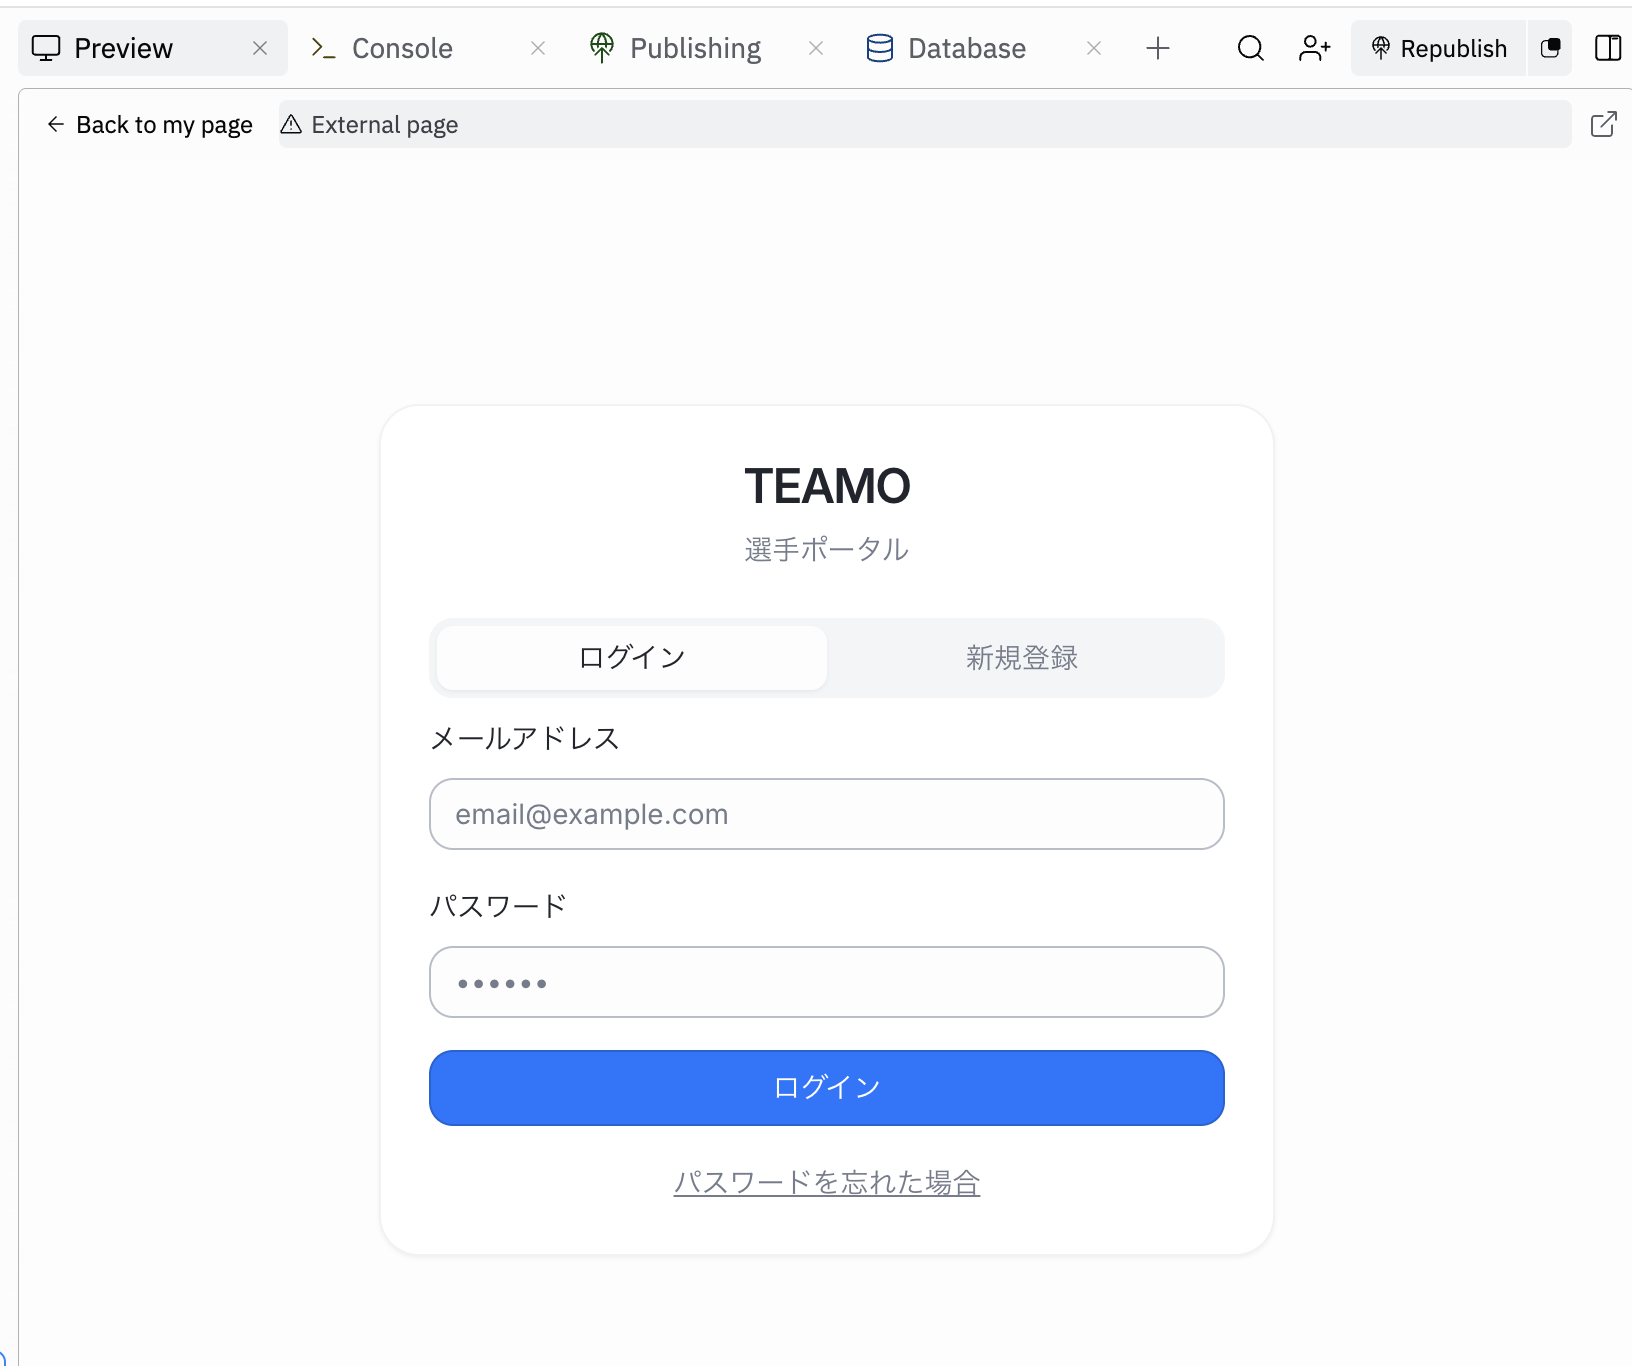 Preview Console Publishing Database Republish
Back to my page External page
TEAMO
選手ポータル
ログイン 新規登録
メールアドレス
email@example.com
パスワード
••••••
ログイン
パスワードを忘れた場合